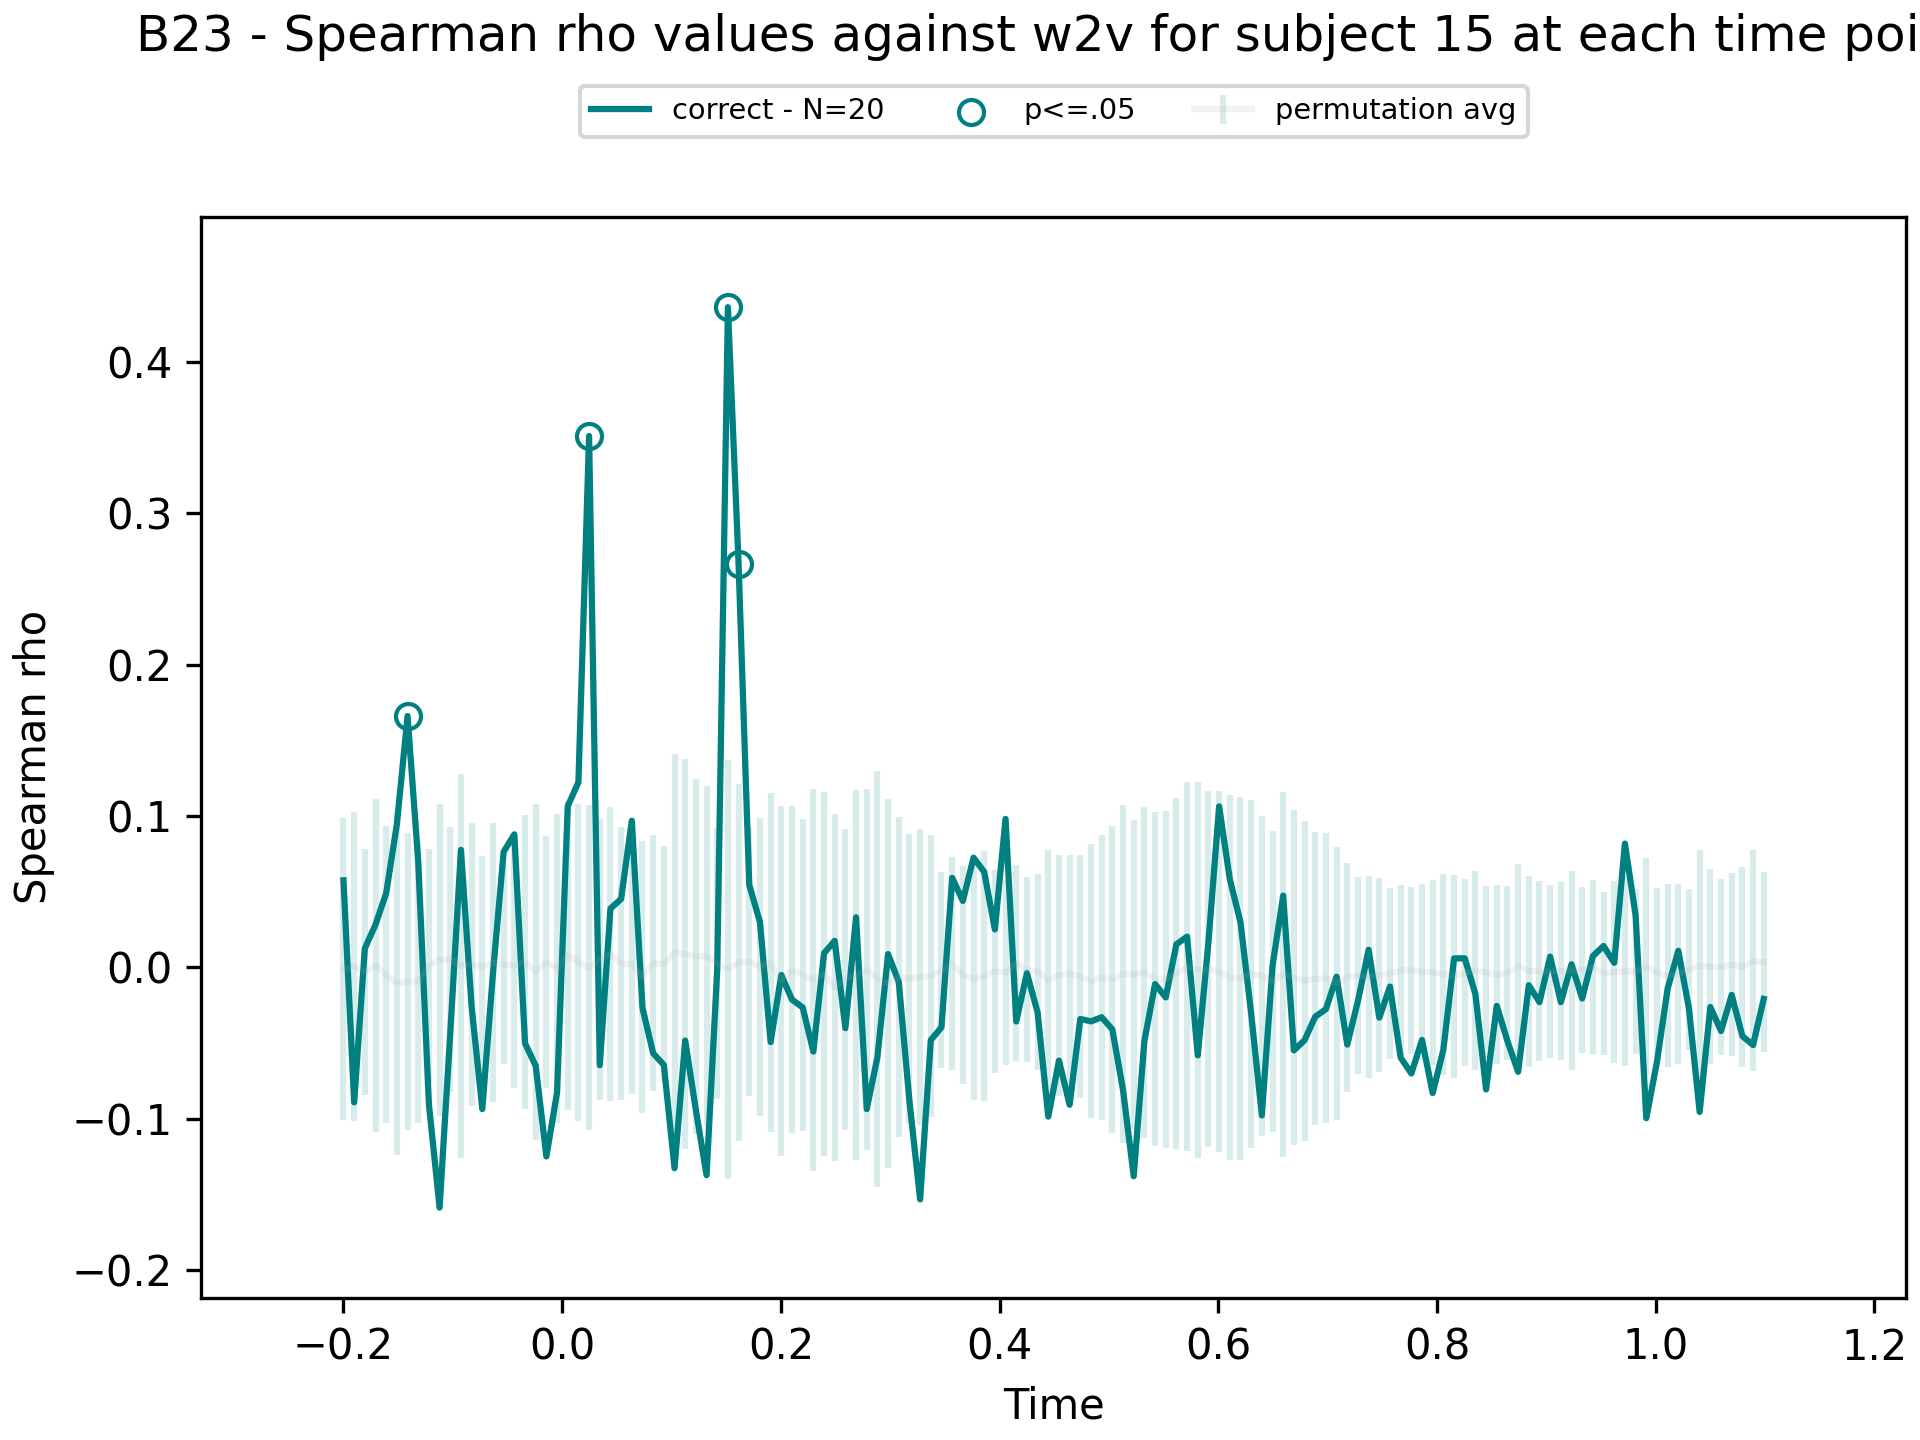 B23 - Spearman rho values against w2v for subject 15 at each time poi
correct - N=20 p<=.05 permutation avg
Spearman rho
0.4
0.3
0.2
0.1
0.0
−0.1
−0.2
−0.2 0.0 0.2 0.4 0.6 0.8 1.0 1.2
Time